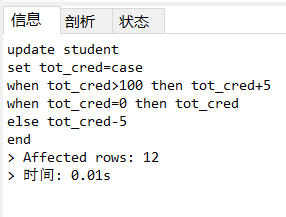 信息 剖析 状态
update student
set tot_cred=case
when tot_cred>100 then tot_cred+5
when tot_cred=0 then tot_cred
else tot_cred-5
end
> Affected rows: 12
> 时间: 0.01s